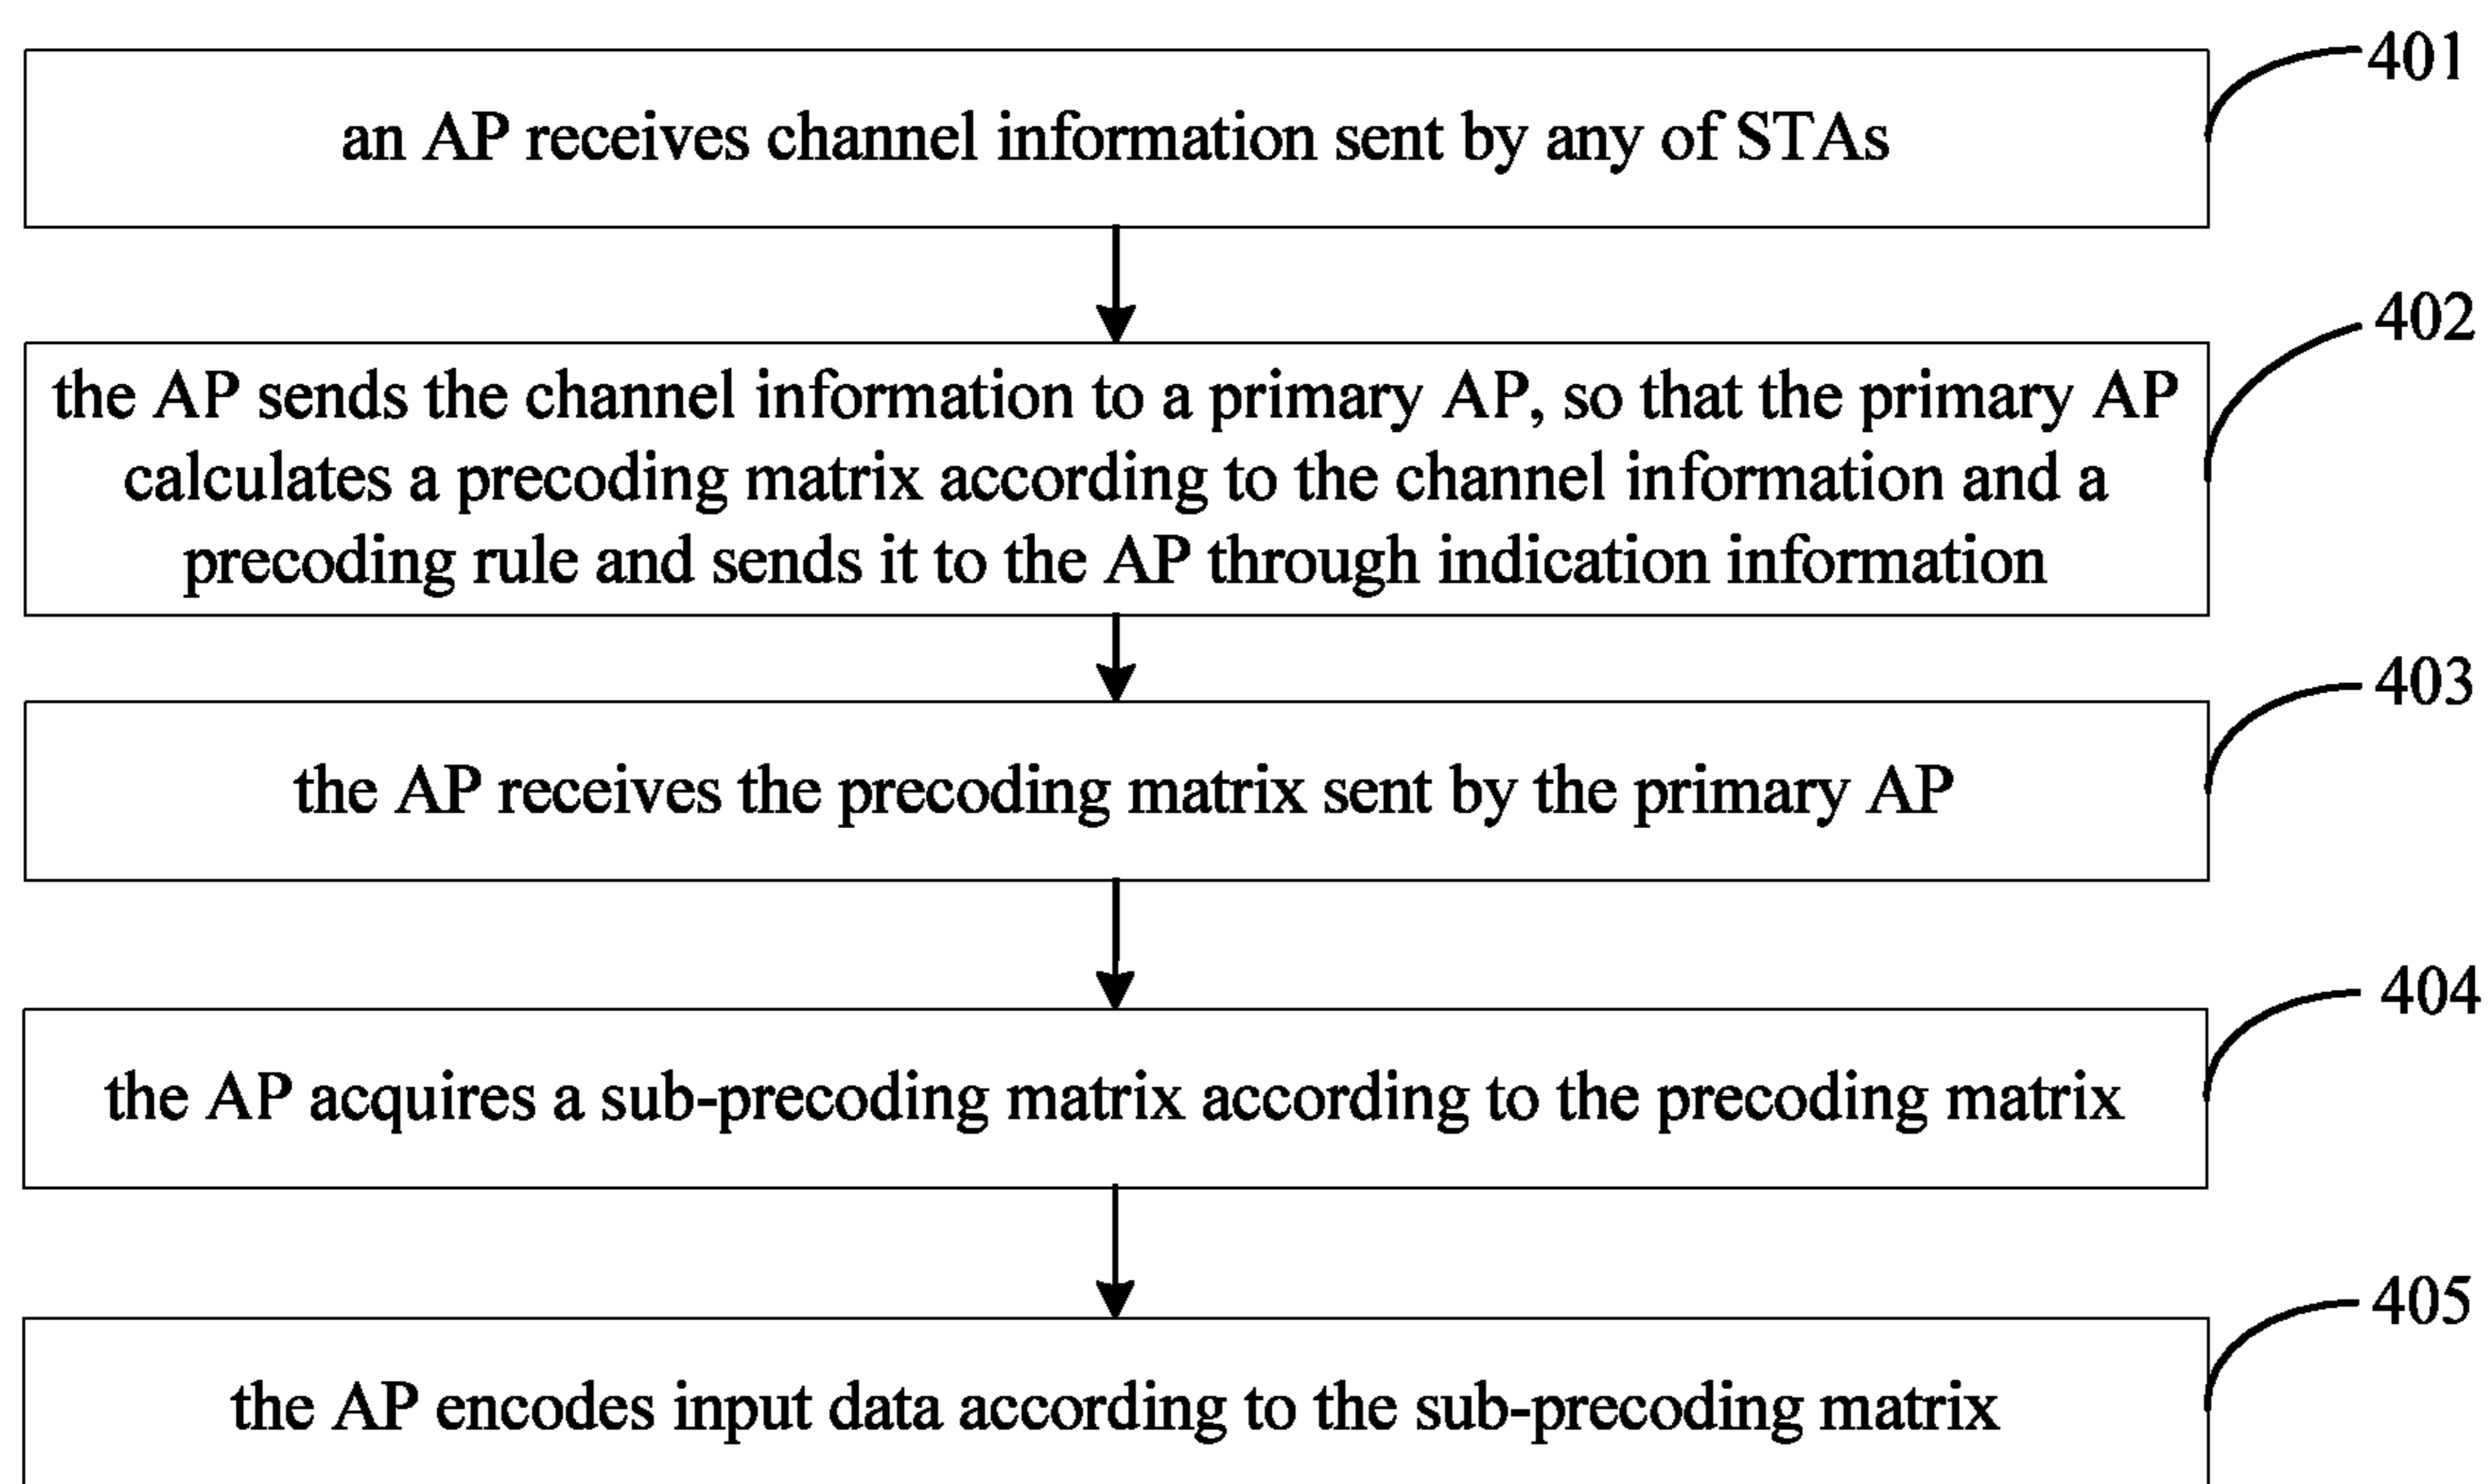 401
an AP receives channel information sent by any of STAs
402
the AP sends the channel information to a primary AP, so that the primary AP
calculates a precoding matrix according to the channel information and a
precoding rule and sends it to the AP through indication information
403
the AP receives the precoding matrix sent by the primary AP
404
the AP acquires a sub-precoding matrix according to the precoding matrix
405
the AP encodes input data according to the sub-precoding matrix